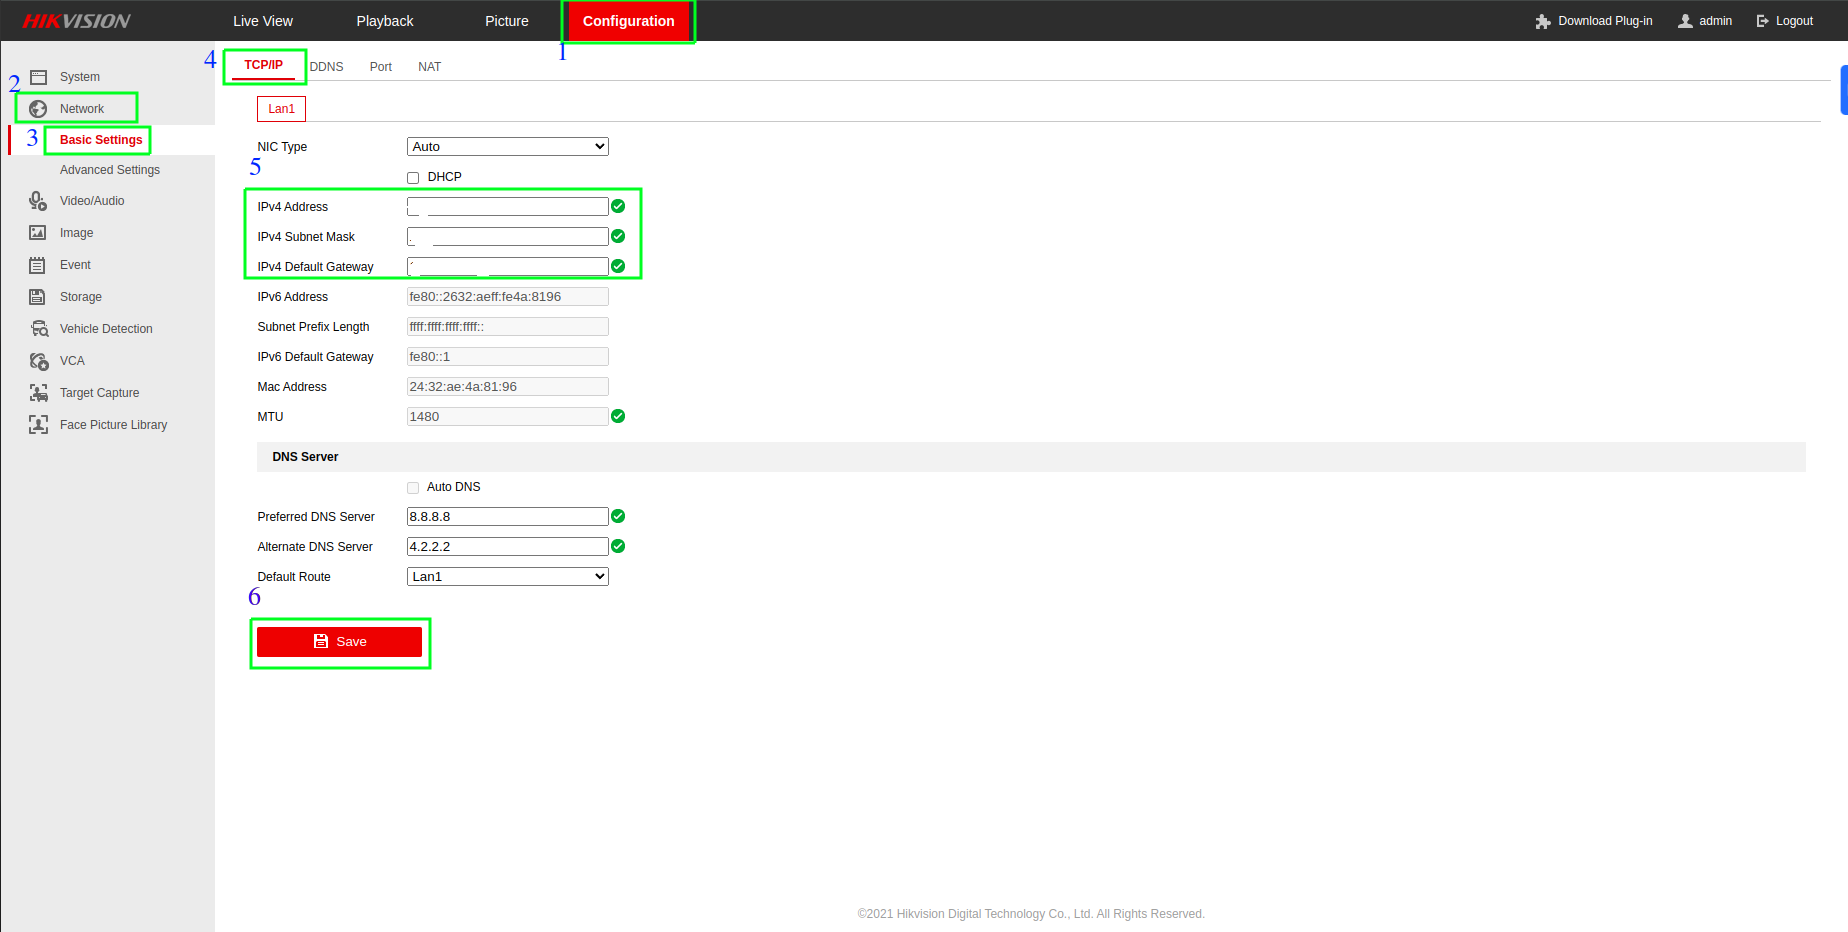 HIKVISION Live View Playback Picture Configuration Download Plug-in admin Logout
1
4 TCP/IP DDNS Port NAT
System
2
Network
3 Basic Settings
Advanced Settings
Video/Audio
Image
Event
Storage
Vehicle Detection
VCA
Target Capture
Face Picture Library
Lan1
NIC Type Auto
5
DHCP
IPv4 Address
IPv4 Subnet Mask
IPv4 Default Gateway
IPv6 Address fe80::2632:aeff:fe4a:8196
Subnet Prefix Length ffff:ffff:ffff:ffff::
IPv6 Default Gateway fe80::1
Mac Address 24:32:ae:4a:81:96
MTU 1480
DNS Server
Auto DNS
Preferred DNS Server 8.8.8.8
Alternate DNS Server 4.2.2.2
Default Route Lan1
6
Save
©2021 Hikvision Digital Technology Co., Ltd. All Rights Reserved.